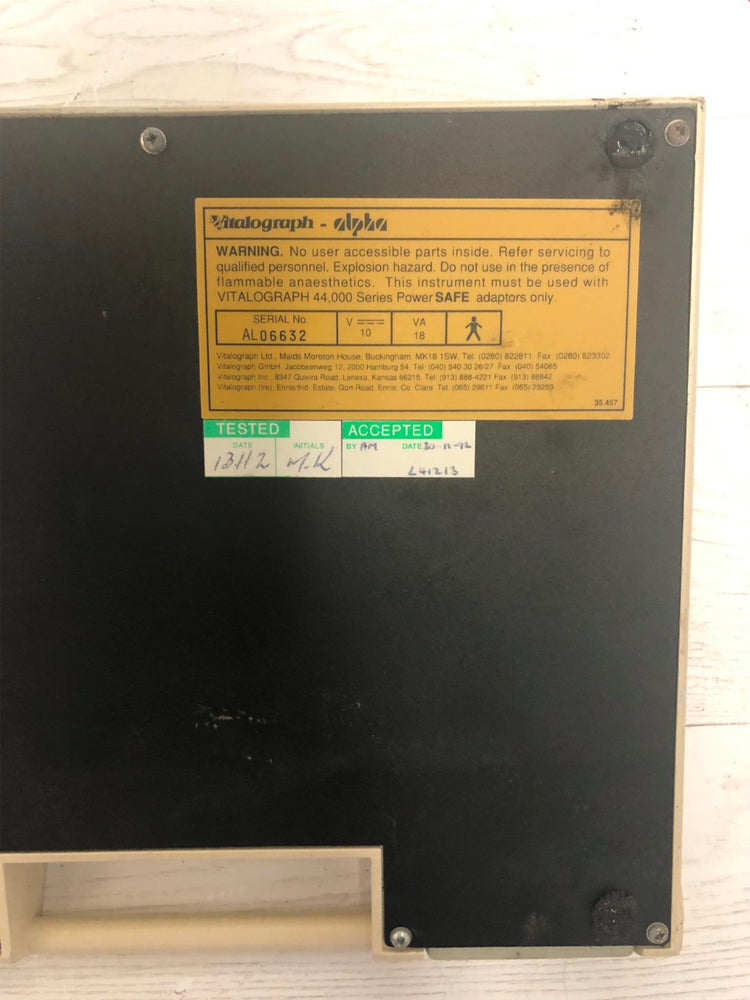 Vitalograph - alpha
WARNING. No user accessible parts inside. Refer servicing to
qualified personnel. Explosion hazard. Do not use in the presence of
flammable anaesthetics. This instrument must be used with
VITALOGRAPH 44,000 Series Power SAFE adaptors only.
SERIAL No. V VA
AL06632 10 18
Vitalograph Ltd., Maids Moreton House, Buckingham. MK18 1SW. Tel: (0280) 822811 Fax (0280) 823302
Vitalograph GmbH. Jacobsenweg 12, 2000 Hamburg 54. Tel: (040) 540 30 26/27 Fax (040) 54065
Vitalograph Inc., 8347 Quivira Road, Lenexa, Kansas 66215. Tel: (913) 888-4221 Fax (913) 88842
Vitalograph (Ire). Ennis Ind. Estate, Gort Road, Ennis, Co. Clare Tel: (065) 29611 Fax (065) 29289
35.457
TESTED ACCEPTED
DATE INITIALS BY AM DATE 30-11-92
M.K
L41213